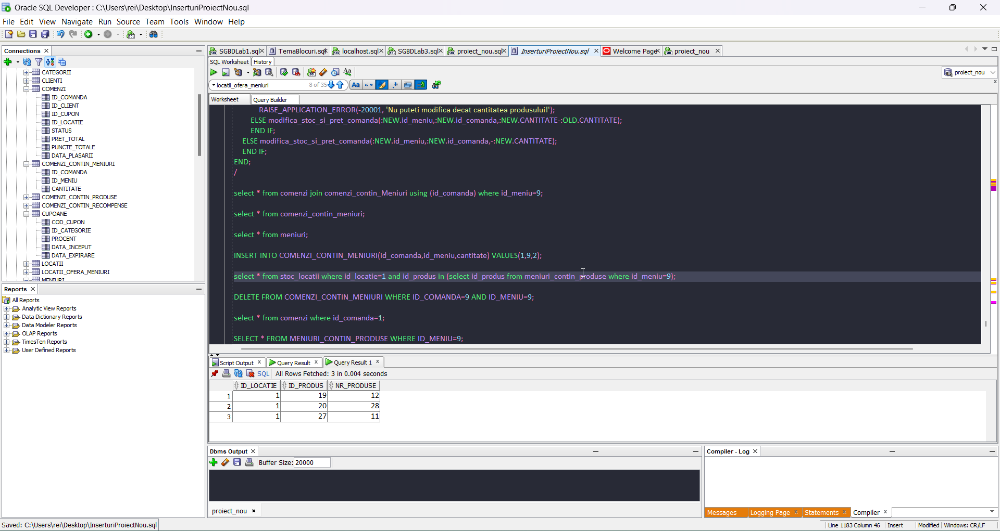 Oracle SQL Developer : C:\Users\rei\Desktop\InserturiProiectNou.sql
File Edit View Navigate Run Source Team Tools Window Help
Connections
CATEGORII
CLIENTI
COMENZI
ID_COMANDA
ID_CLIENT
ID_CUPON
ID_LOCATIE
STATUS
PRET_TOTAL
PUNCTE_TOTALE
DATA_PLASARII
COMENZI_CONTIN_MENIURI
ID_COMANDA
ID_MENIU
CANTITATE
COMENZI_CONTIN_PRODUSE
COMENZI_CONTIN_RECOMPENSE
CUPOANE
COD_CUPON
ID_CATEGORIE
PROCENT
DATA_INCEPUT
DATA_EXPIRARE
LOCATII
LOCATII_OFERA_MENIURI
MENIURI
Reports
All Reports
Analytic View Reports
Data Dictionary Reports
Data Modeler Reports
OLAP Reports
TimesTen Reports
User Defined Reports
SGBDLab1.sql TemaBlocuri.sql localhost.sql SGBDLab3.sql proiect_nou.sql InserturiProiectNou.sql Welcome Page proiect_nou
SQL Worksheet History
proiect_nou
locatii_ofera_meniuri 8 of 35 Aa
Worksheet Query Builder
RAISE_APPLICATION_ERROR(-20001, 'Nu puteti modifica decat cantitatea produsului!');
ELSE modifica_stoc_si_pret_comanda(:NEW.id_meniu,:NEW.id_comanda,:NEW.CANTITATE-:OLD.CANTITATE);
END IF;
ELSE modifica_stoc_si_pret_comanda(:NEW.id_meniu,:NEW.id_comanda,-:NEW.CANTITATE);
END IF;
END;
/
select * from comenzi join comenzi_contin_Meniuri using (id_comanda) where id_meniu=9;
select * from comenzi_contin_meniuri;
select * from meniuri;
INSERT INTO COMENZI_CONTIN_MENIURI(id_comanda,id_meniu,cantitate) VALUES(1,9,2);
select * from stoc_locatii where id_locatie=1 and id_produs in (select id_produs from meniuri_contin_produse where id_meniu=9);
DELETE FROM COMENZI_CONTIN_MENIURI WHERE ID_COMANDA=9 AND ID_MENIU=9;
select * from comenzi where id_comanda=1;
SELECT * FROM MENIURI_CONTIN_PRODUSE WHERE ID_MENIU=9;
Script Output Query Result Query Result 1
SQL All Rows Fetched: 3 in 0.004 seconds
ID_LOCATIE ID_PRODUS NR_PRODUSE
1 1 19 12
2 1 20 28
3 1 27 11
Dbms Output
Buffer Size: 20000
proiect_nou
Compiler - Log
Messages Logging Page Statements Compiler
Saved: C:\Users\rei\Desktop\InserturiProiectNou.sql
Line 1183 Column 46 Insert Modified Windows: CR/LF